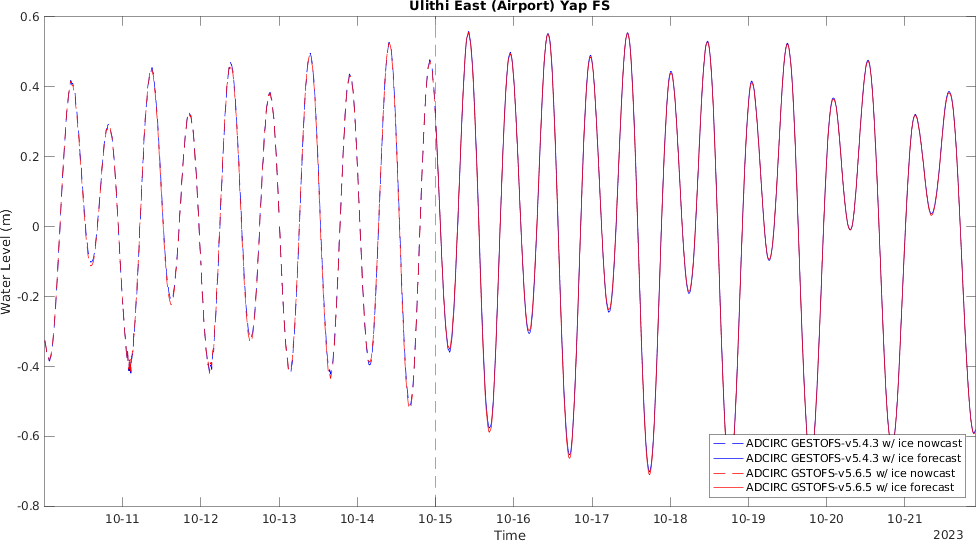 Ulithi East (Airport) Yap FS
Water Level (m)
0.6
0.4
0.2
0
-0.2
-0.4
-0.6
-0.8
10-11 10-12 10-13 10-14 10-15 10-16 10-17 10-18 10-19 10-20 10-21
Time
2023
ADCIRC GESTOFS-v5.4.3 w/ ice nowcast
ADCIRC GESTOFS-v5.4.3 w/ ice forecast
ADCIRC GSTOFS-v5.6.5 w/ ice nowcast
ADCIRC GSTOFS-v5.6.5 w/ ice forecast